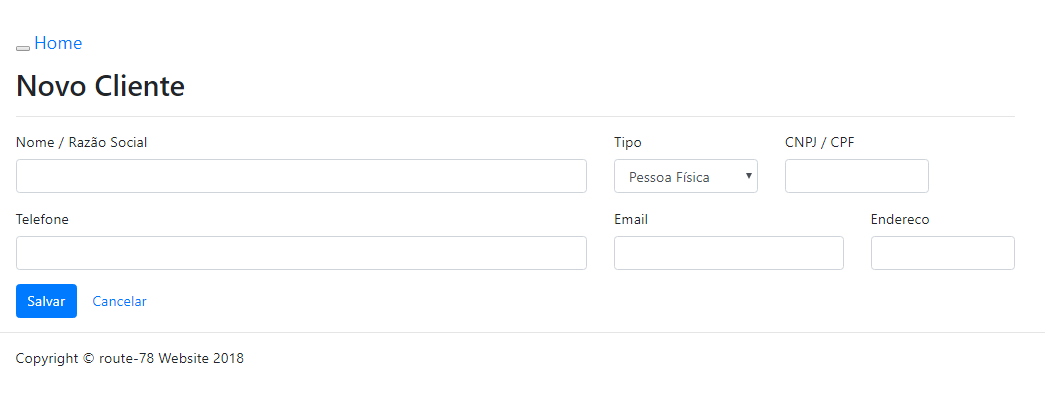 Home
Novo Cliente
Nome / Razão Social Tipo CNPJ / CPF
Pessoa Física
Telefone Email Endereco
Salvar Cancelar
Copyright © route-78 Website 2018